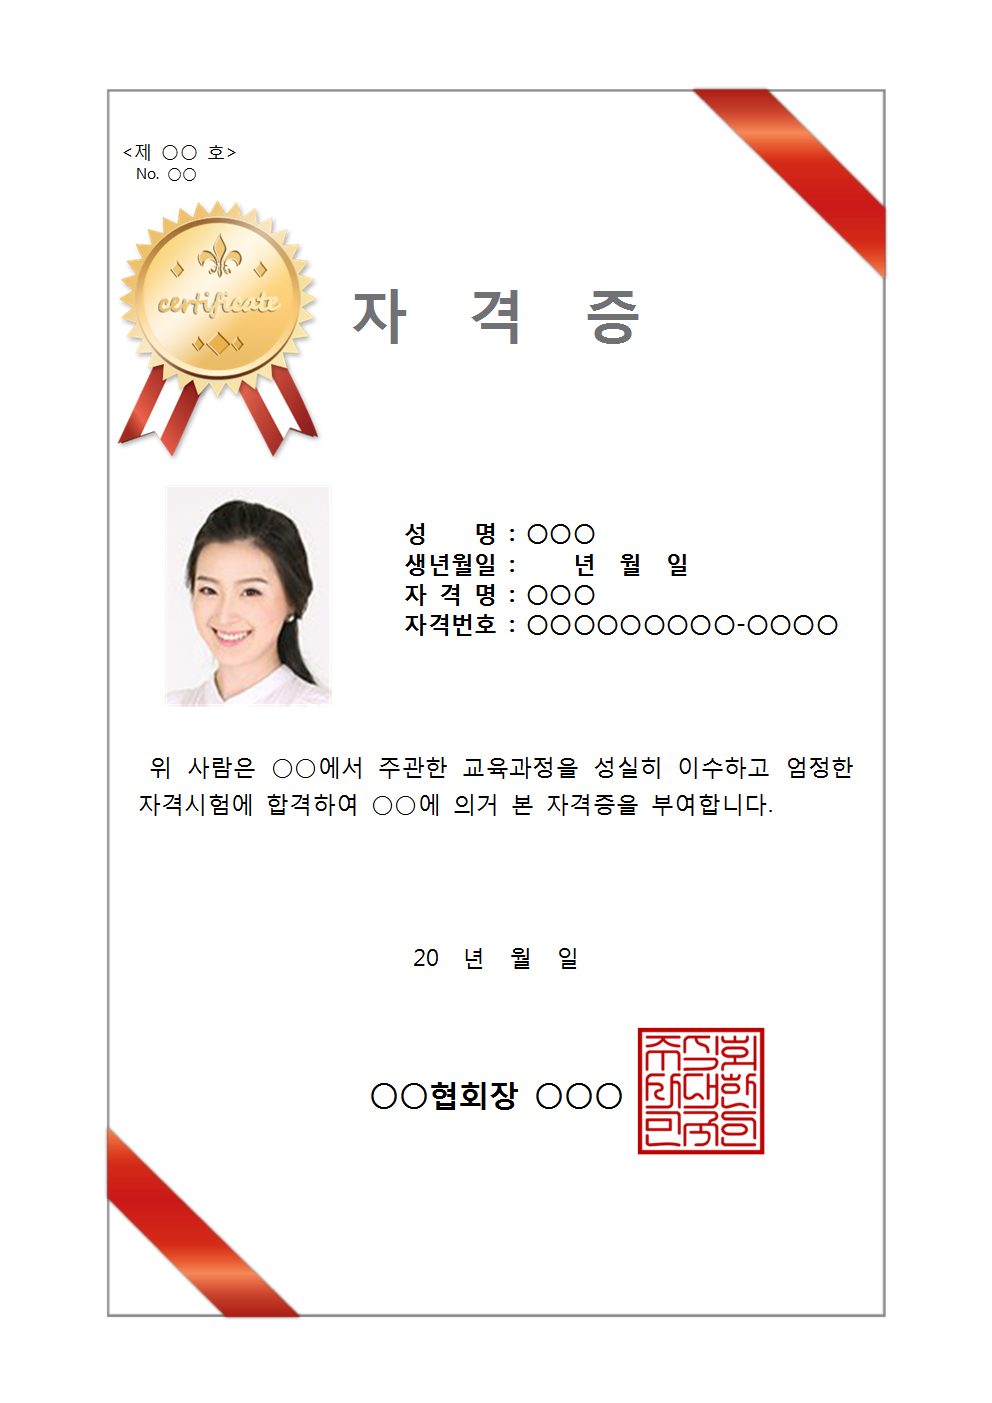 <제 ○○ 호>
No. ○○
certificate
자 격 증
성 명 : ○○○
생년월일 : 년 월 일
자 격 명 : ○○○
자격번호 : ○○○○○○○○○-○○○○
위 사람은 ○○에서 주관한 교육과정을 성실히 이수하고 엄정한
자격시험에 합격하여 ○○에 의거 본 자격증을 부여합니다.
20 년 월 일
○○협회장 ○○○